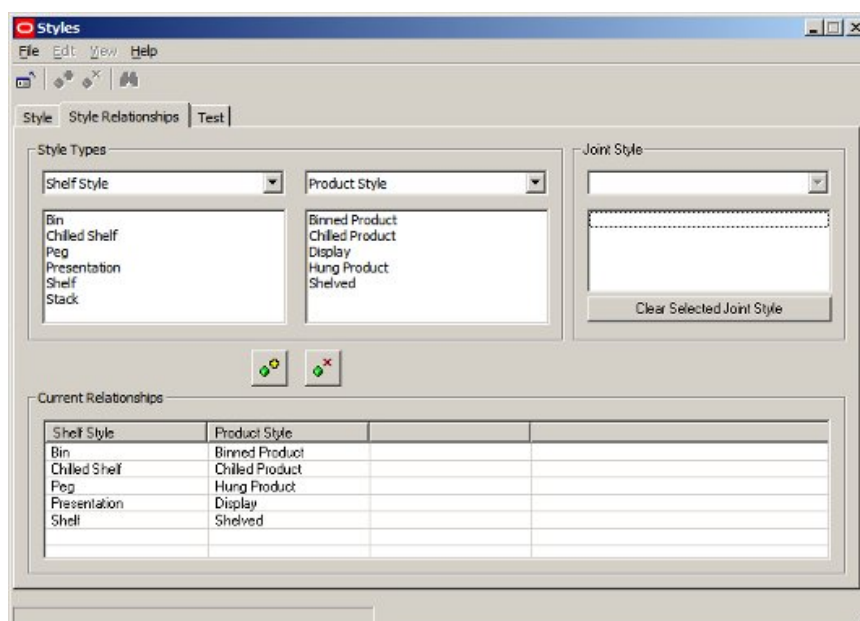 Styles
File Edit View Help
Style Style Relationships Test
Style Types
Joint Style
Shelf Style Product Style
Bin
Chilled Shelf
Peg
Presentation
Shelf
Stack
Binned Product
Chilled Product
Display
Hung Product
Shelved
Clear Selected Joint Style
Current Relationships
Shelf Style Product Style
Bin Binned Product
Chilled Shelf Chilled Product
Peg Hung Product
Presentation Display
Shelf Shelved